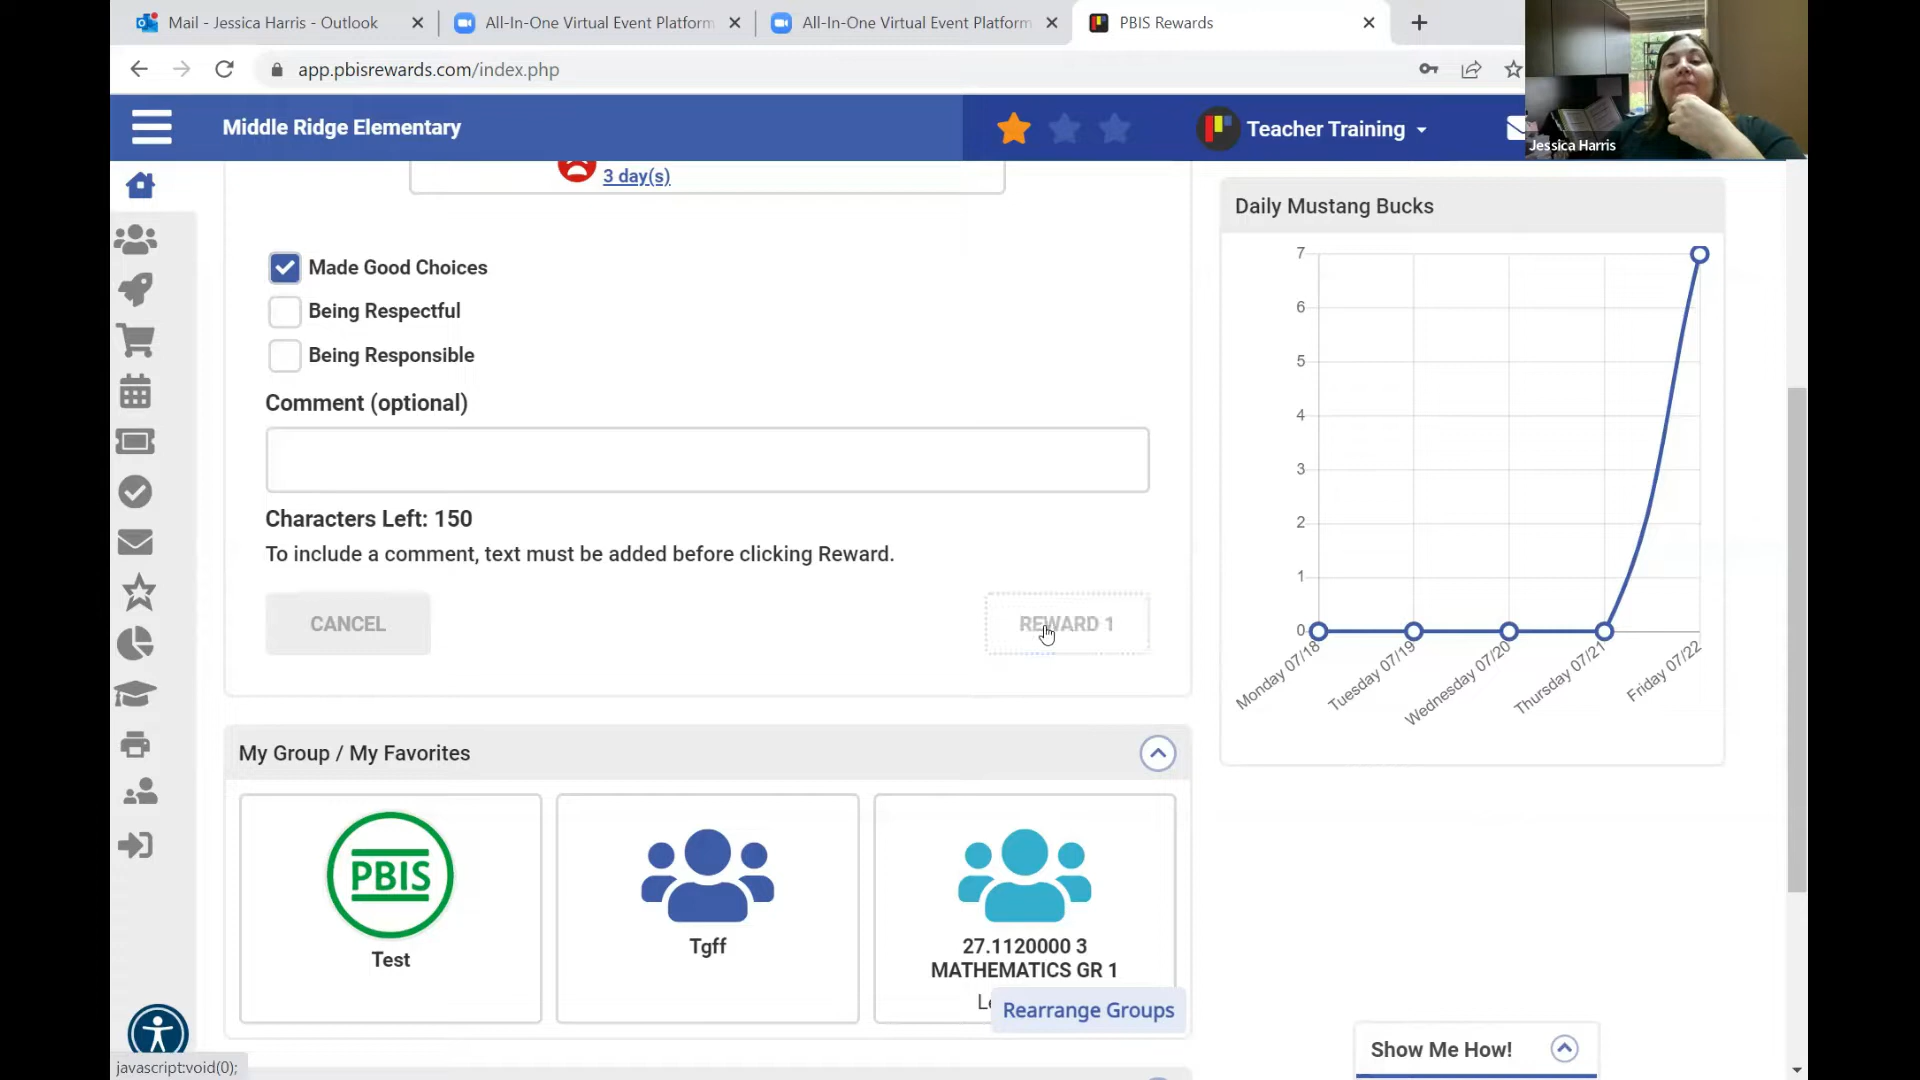 Mail - Jessica Harris - Outlook
All-In-One Virtual Event Platform
All-In-One Virtual Event Platform
PBIS Rewards
app.pbisrewards.com/index.php
Middle Ridge Elementary
Teacher Training
Jessica Harris
3 day(s)
Made Good Choices
Being Respectful
Being Responsible
Comment (optional)
Characters Left: 150
To include a comment, text must be added before clicking Reward.
CANCEL
REWARD 1
Daily Mustang Bucks
7
6
5
4
3
2
1
0
Monday 07/18
Tuesday 07/19
Wednesday 07/20
Thursday 07/21
Friday 07/22
My Group / My Favorites
PBIS
Test
Tgff
27.1120000 3
MATHEMATICS GR 1
Rearrange Groups
Show Me How!
javascript:void(0);